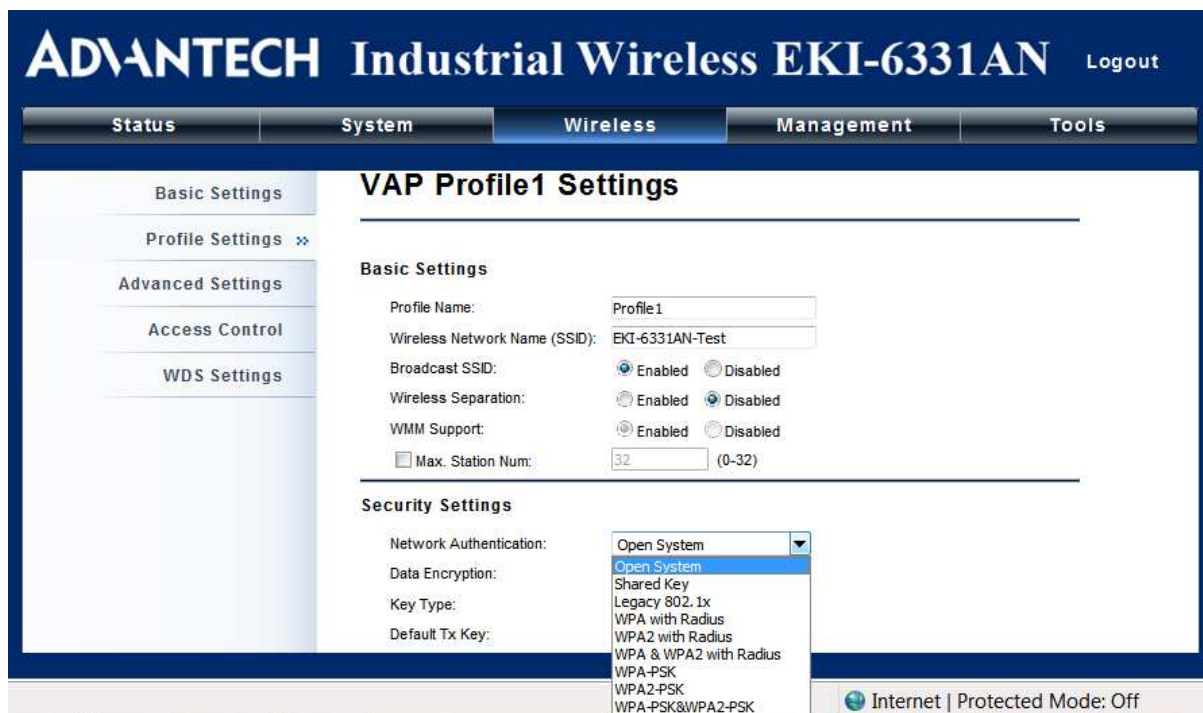 ADVANTECH Industrial Wireless EKI-6331AN Logout
Status System Wireless Management Tools
Basic Settings
Profile Settings »
Advanced Settings
Access Control
WDS Settings
VAP Profile1 Settings
Basic Settings
Profile Name: Profile1
Wireless Network Name (SSID): EKI-6331AN-Test
Broadcast SSID: Enabled Disabled
Wireless Separation: Enabled Disabled
WMM Support: Enabled Disabled
Max. Station Num: 32 (0-32)
Security Settings
Network Authentication: Open System
Data Encryption:
Key Type:
Default Tx Key:
Open System
Shared Key
Legacy 802.1x
WPA with Radius
WPA2 with Radius
WPA & WPA2 with Radius
WPA-PSK
WPA2-PSK
WPA-PSK&WPA2-PSK
Internet | Protected Mode: Off